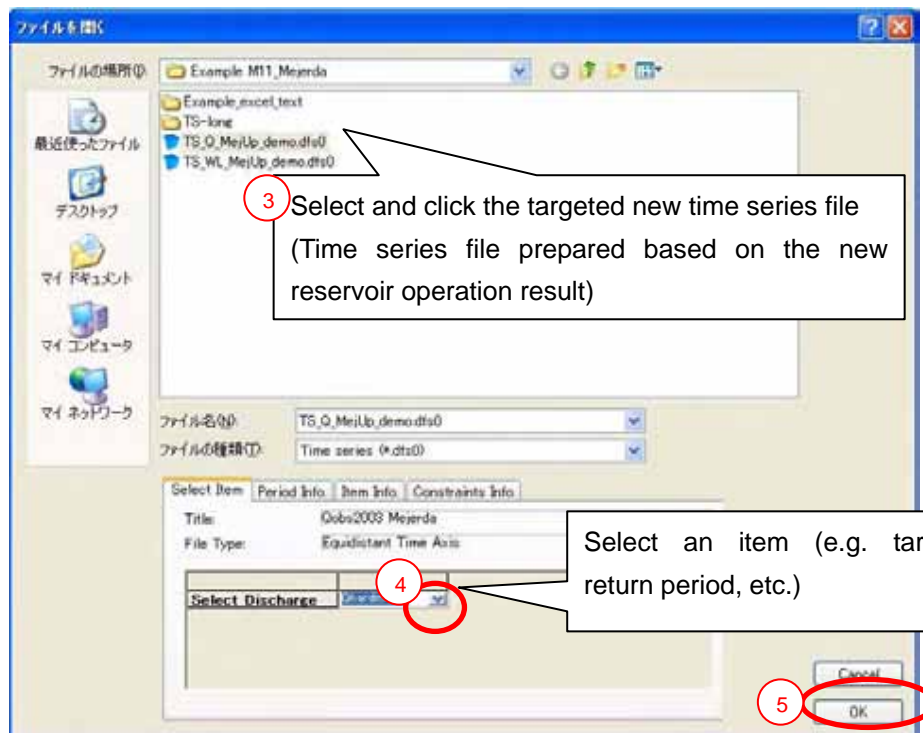 ファイルを開く
ファイルの場所(I):
Example M11_Mejerda
Example_excel_text
TS-long
TS_Q_MejUp_demo.dfs0
TS_WL_MejUp_demo.dfs0
最近使ったファイル
デスクトップ
マイ ドキュメント
マイ コンピュータ
マイ ネットワーク
3
Select and click the targeted new time series file
(Time series file prepared based on the new
reservoir operation result)
ファイル名(N):
TS_Q_MejUp_demo.dfs0
ファイルの種類(T):
Time series (*.dfs0)
Select Item
Period Info
Item Info
Constraints Info
Title:
Qobs2003 Mejerda
File Type:
Equidistant Time Axis
Select an item (e.g. tar
return period, etc.)
4
Select Discharge
Cancel
5
OK